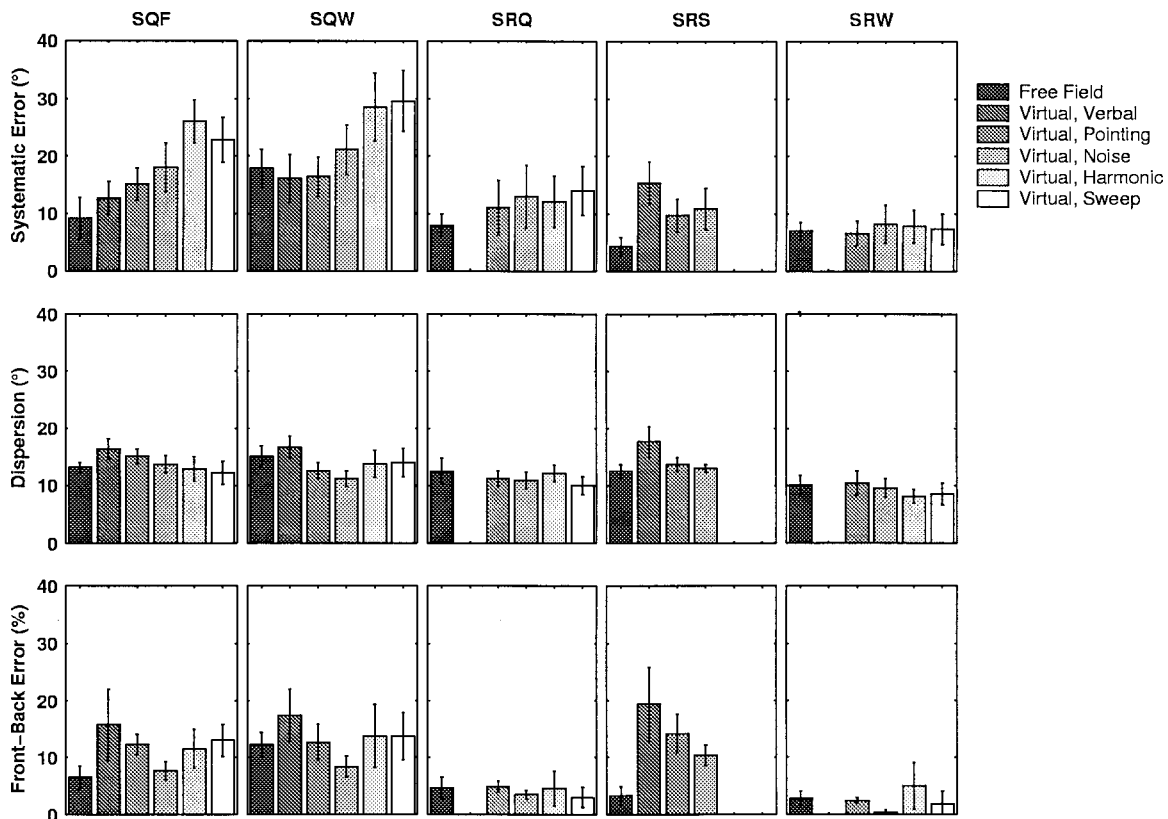 SQF SQW SRQ SRS SRW
Systematic Error (°)
40
30
20
10
0
Free Field
Virtual, Verbal
Virtual, Pointing
Virtual, Noise
Virtual, Harmonic
Virtual, Sweep
Dispersion (°)
40
30
20
10
0
Front-Back Error (%)
40
30
20
10
0